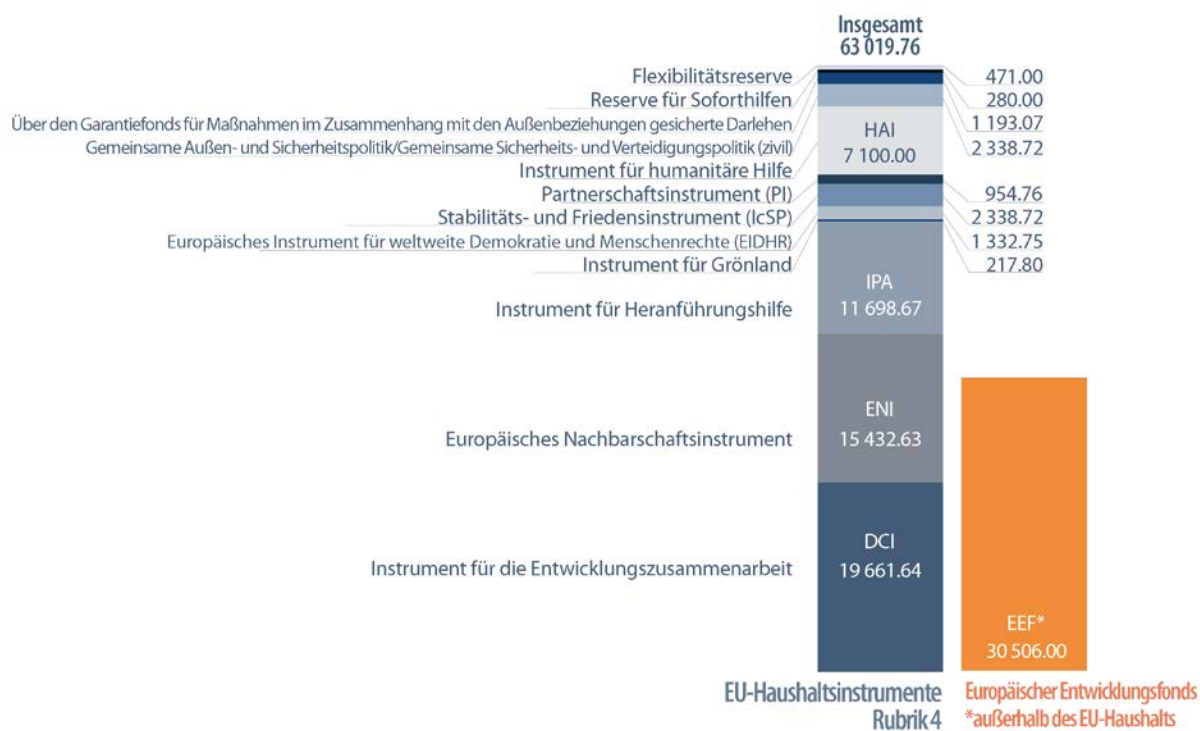 Insgesamt
63 019.76
Flexibilitätsreserve 471.00
Reserve für Soforthilfen 280.00
Über den Garantiefonds für Maßnahmen im Zusammenhang mit den Außenbeziehungen gesicherte Darlehen 1 193.07
Gemeinsame Außen- und Sicherheitspolitik/Gemeinsame Sicherheits- und Verteidigungspolitik (zivil) 2 338.72
HAI
7 100.00
Instrument für humanitäre Hilfe
Partnerschaftsinstrument (PI) 954.76
Stabilitäts- und Friedensinstrument (IcSP) 2 338.72
Europäisches Instrument für weltweite Demokratie und Menschenrechte (EIDHR) 1 332.75
Instrument für Grönland 217.80
IPA
Instrument für Heranführungshilfe 11 698.67
ENI
Europäisches Nachbarschaftsinstrument 15 432.63
DCI
Instrument für die Entwicklungszusammenarbeit 19 661.64
EEF*
30 506.00
EU-Haushaltsinstrumente
Rubrik 4
Europäischer Entwicklungsfonds
*außerhalb des EU-Haushalts